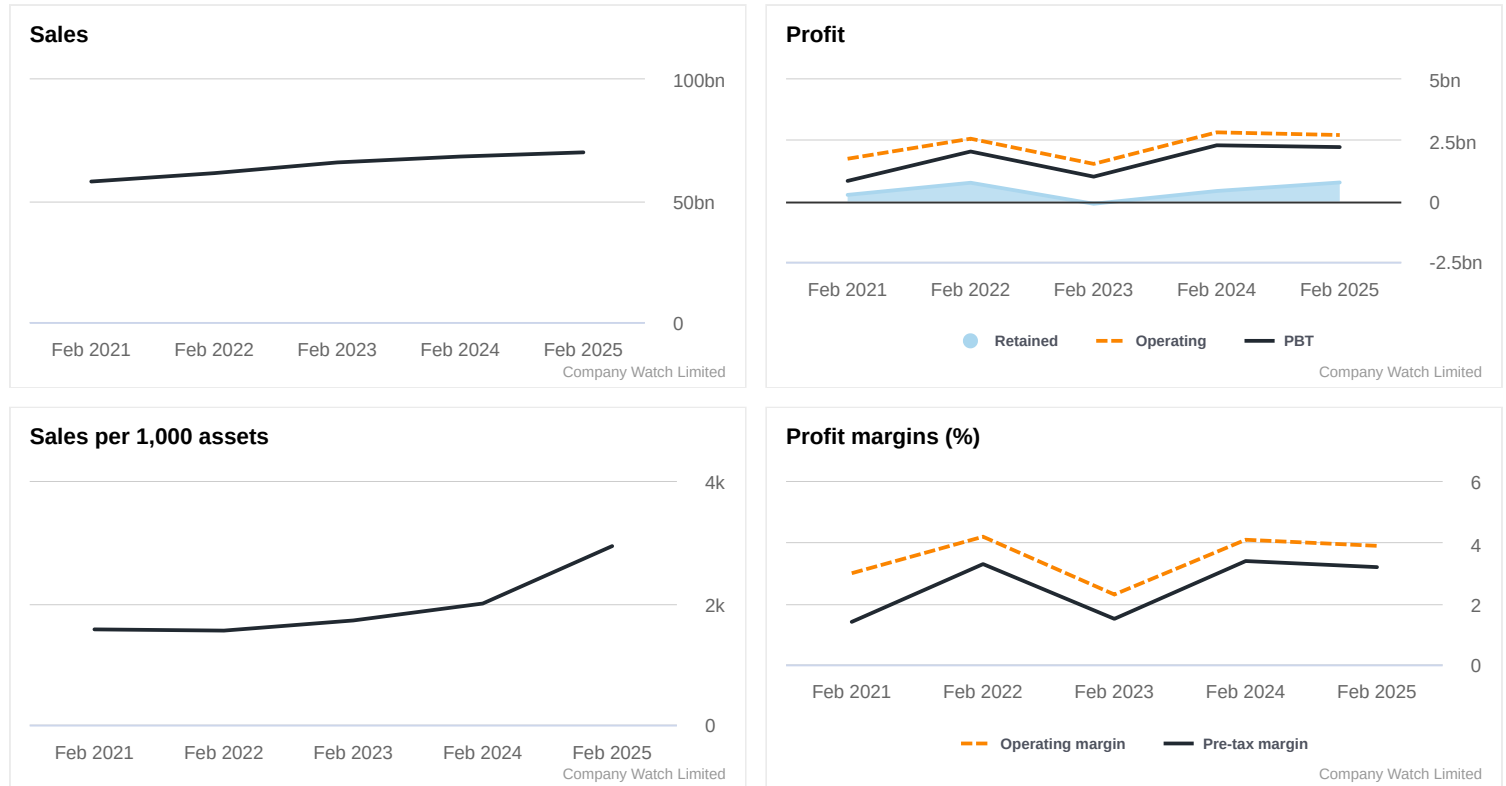 Sales
100bn
50bn
0
Feb 2021 Feb 2022 Feb 2023 Feb 2024 Feb 2025
Company Watch Limited
Profit
5bn
2.5bn
0
-2.5bn
Feb 2021 Feb 2022 Feb 2023 Feb 2024 Feb 2025
Retained Operating PBT
Company Watch Limited
Sales per 1,000 assets
4k
2k
0
Feb 2021 Feb 2022 Feb 2023 Feb 2024 Feb 2025
Company Watch Limited
Profit margins (%)
6
4
2
0
Feb 2021 Feb 2022 Feb 2023 Feb 2024 Feb 2025
Operating margin Pre-tax margin
Company Watch Limited